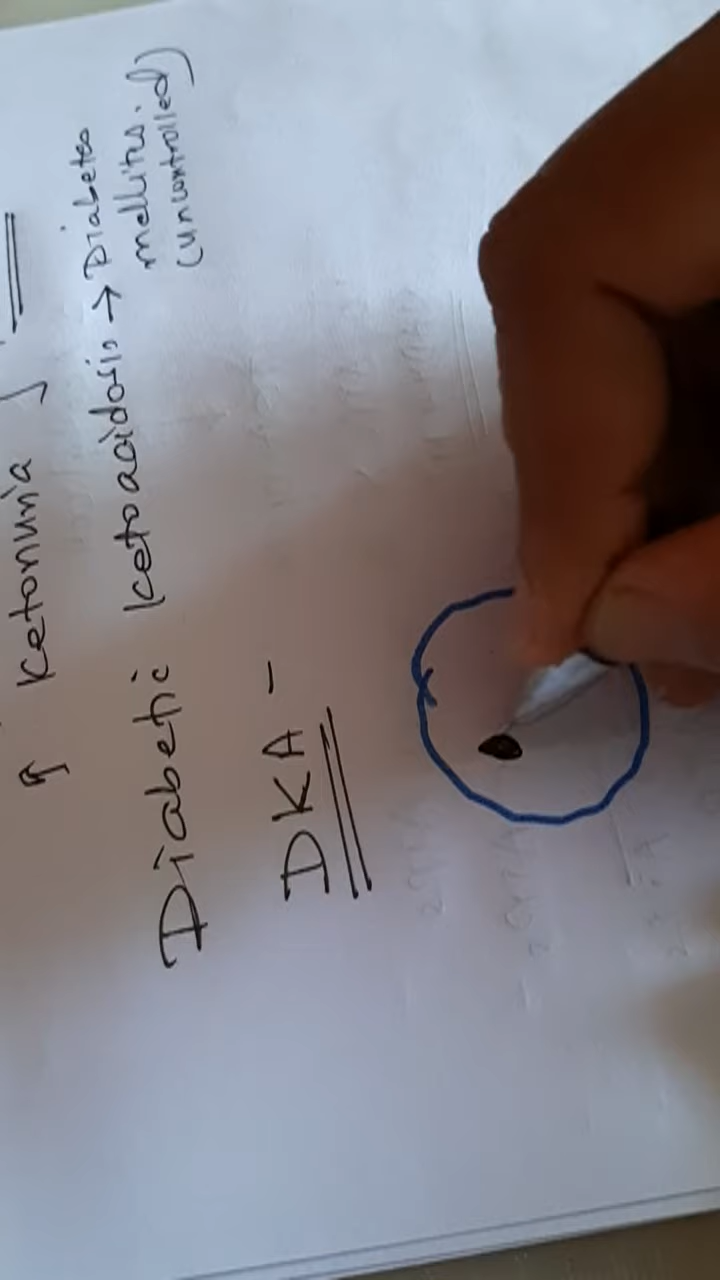 ↑ Ketonuria }
Diabetic ketoacidosis → Diabetes
mellitus.
(uncontrolled)
DKA -